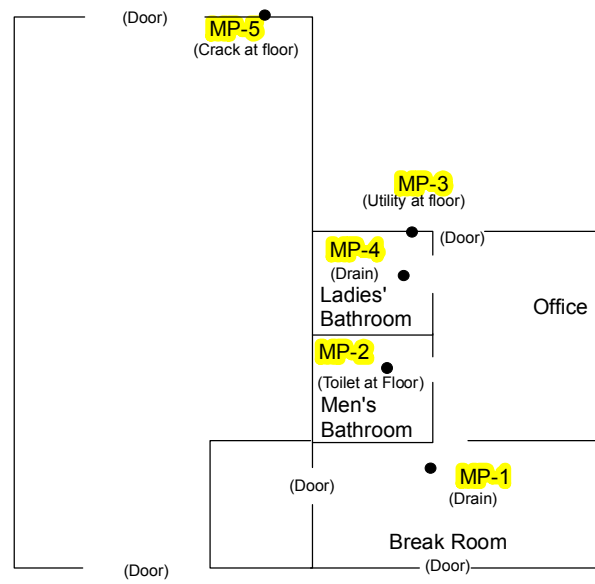 (Door)
MP-5
(Crack at floor)
MP-3
(Utility at floor)
(Door)
MP-4
(Drain)
Ladies'
Bathroom
Office
MP-2
(Toilet at Floor)
Men's
Bathroom
MP-1
(Door)
(Drain)
Break Room
(Door)
(Door)